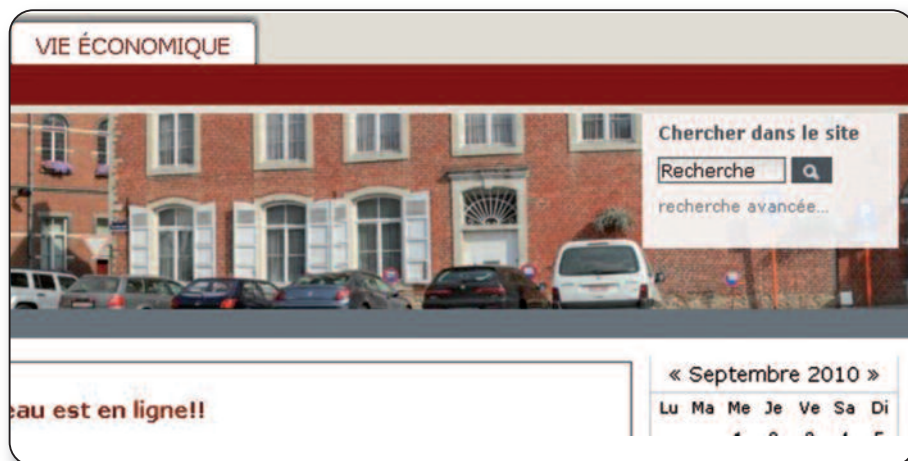 VIE ÉCONOMIQUE
Chercher dans le site
Recherche
recherche avancée...
« Septembre 2010 »
eau est en ligne!!
Lu Ma Me Je Ve Sa Di